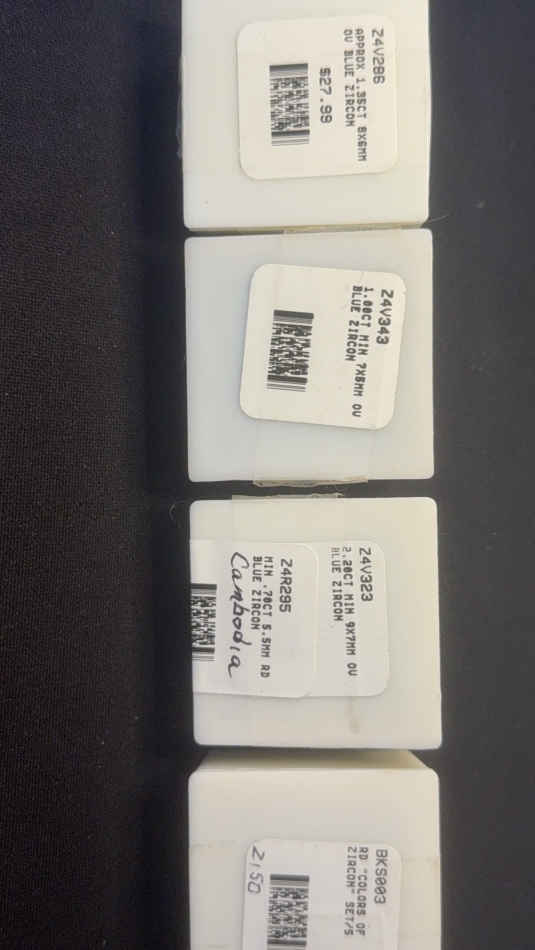 Z4V286
APPROX 1.35CT 8X6MM
OV BLUE ZIRCON
$27.99
Z4V343
1.00CT MIN 7X5MM OV
BLUE ZIRCON
Z4V323
2.20CT MIN 9X7MM OV
BLUE ZIRCON
Z4R295
MIN .70CT 5.5MM RD
BLUE ZIRCON
Cambodia
BKS003
RD "COLORS OF
ZIRCON" SET/5
2.50